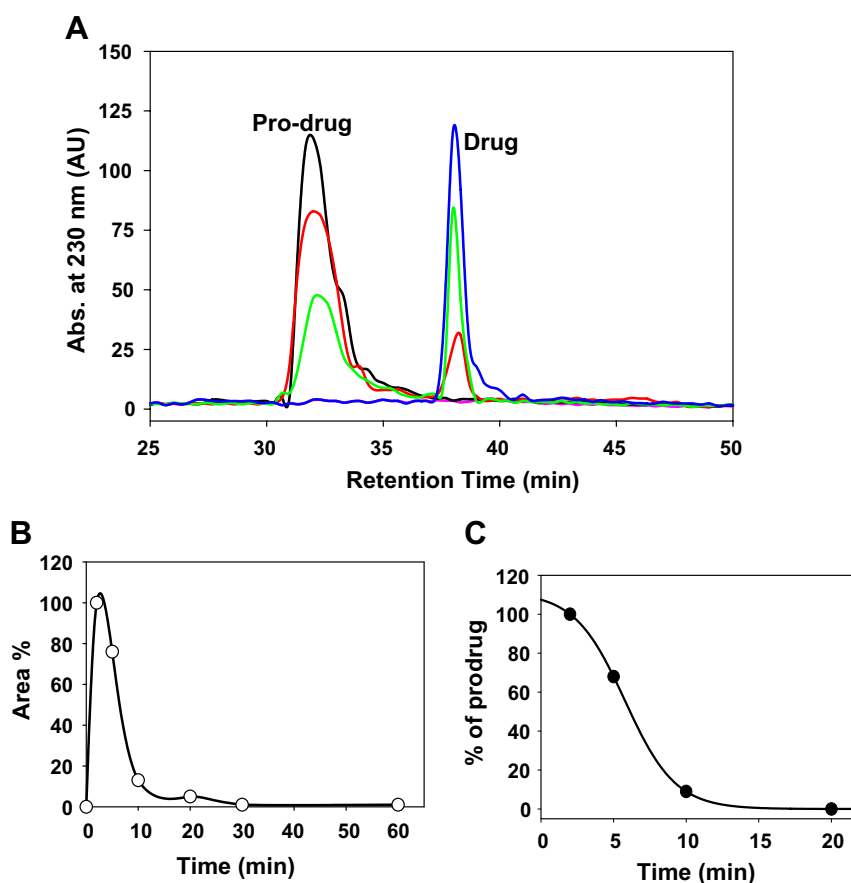 A
150
125
100
75
50
25
0
Abs. at 230 nm (AU)
Pro-drug
Drug
25 30 35 40 45 50
Retention Time (min)
B
120
100
80
60
40
20
0
Area %
0 10 20 30 40 50 60
Time (min)
C
120
100
80
60
40
20
0
% of prodrug
0 5 10 15 20
Time (min)